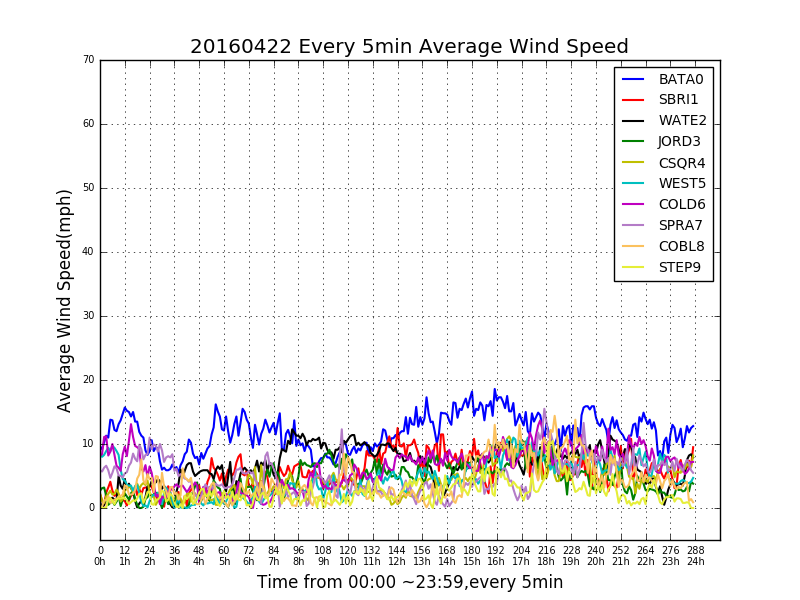 20160422 Every 5min Average Wind Speed
70
60
50
40
30
20
10
0
Average Wind Speed(mph)
BATA0
SBRI1
WATE2
JORD3
CSQR4
WEST5
COLD6
SPRA7
COBL8
STEP9
0 12 24 36 48 60 72 84 96 108 120 132 144 156 168 180 192 204 216 228 240 252 264 276 288
0h 1h 2h 3h 4h 5h 6h 7h 8h 9h 10h 11h 12h 13h 14h 15h 16h 17h 18h 19h 20h 21h 22h 23h 24h
Time from 00:00 ~23:59,every 5min